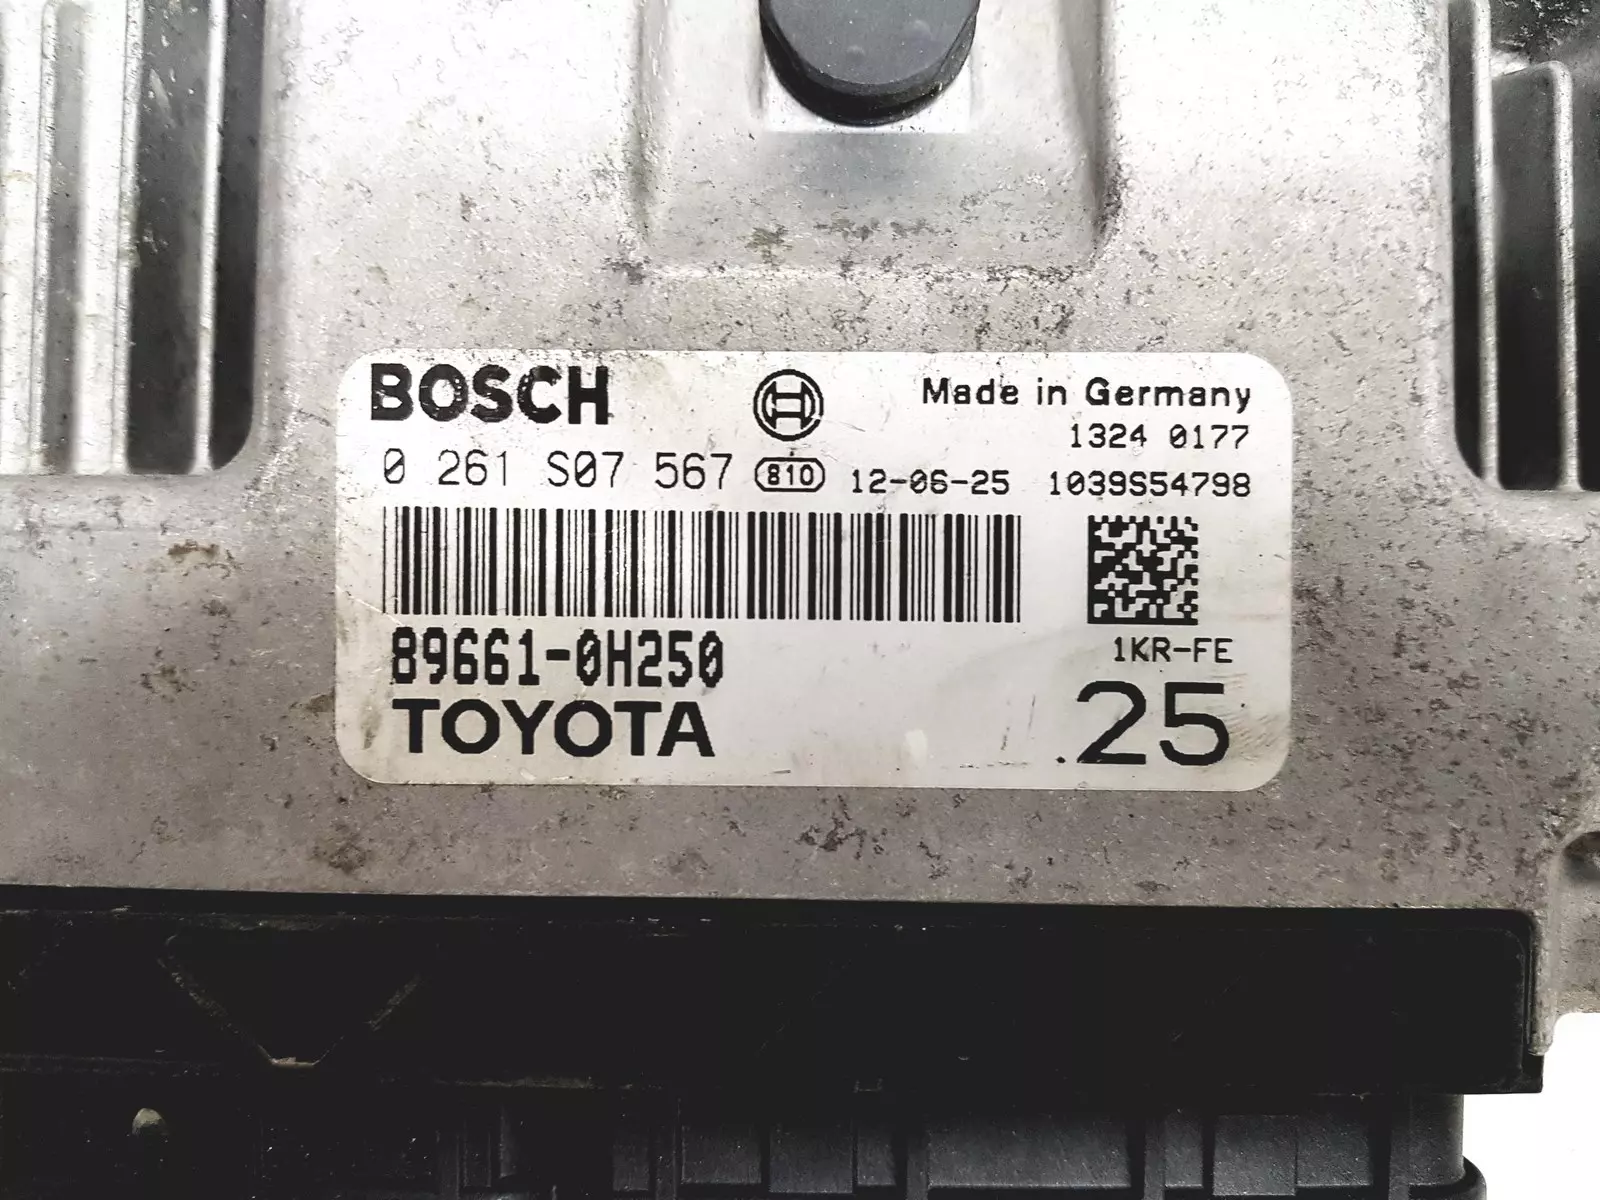 BOSCH Made in Germany
1324 0177
0 261 S07 567 810 12-06-25 1039S54798
89661-0H250 1KR-FE
TOYOTA .25